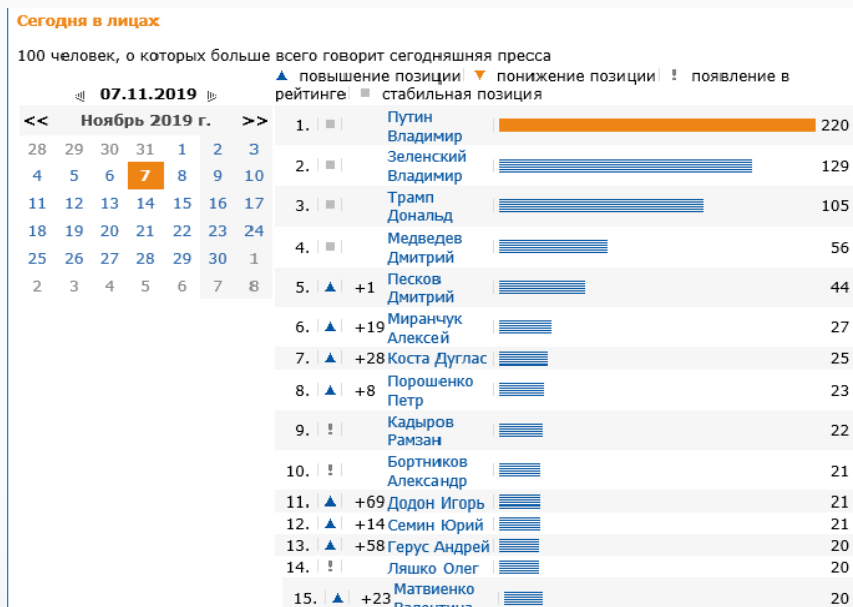 Сегодня в лицах
100 человек, о которых больше всего говорит сегодняшняя пресса
повышение позиции понижение позиции ! появление в
рейтинге стабильная позиция
07.11.2019
<< Ноябрь 2019 г. >>
28 29 30 31 1 2 3
4 5 6 7 8 9 10
11 12 13 14 15 16 17
18 19 20 21 22 23 24
25 26 27 28 29 30 1
2 3 4 5 6 7 8
1. Путин
Владимир 220
2. Зеленский
Владимир 129
3. Трамп
Дональд 105
4. Медведев
Дмитрий 56
5. +1 Песков
Дмитрий 44
6. +19 Миранчук
Алексей 27
7. +28 Коста Дуглас 25
8. +8 Порошенко
Петр 23
9. ! Кадыров
Рамзан 22
10. ! Бортников
Александр 21
11. +69 Додон Игорь 21
12. +14 Семин Юрий 21
13. +58 Герус Андрей 20
14. ! Ляшко Олег 20
15. +23 Матвиенко 20